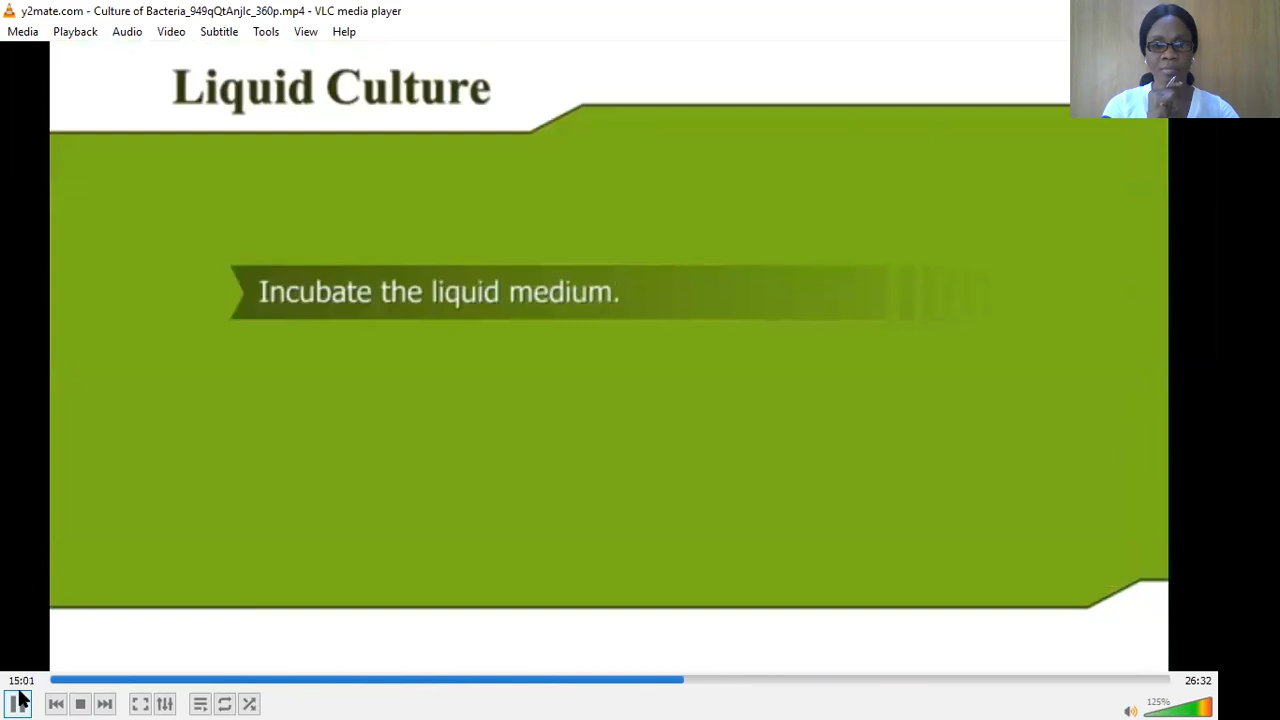 y2mate.com - Culture of Bacteria_949qQtAnjlc_360p.mp4 - VLC media player
Media Playback Audio Video Subtitle Tools View Help
Liquid Culture
Incubate the liquid medium.
15:01
26:32
125%